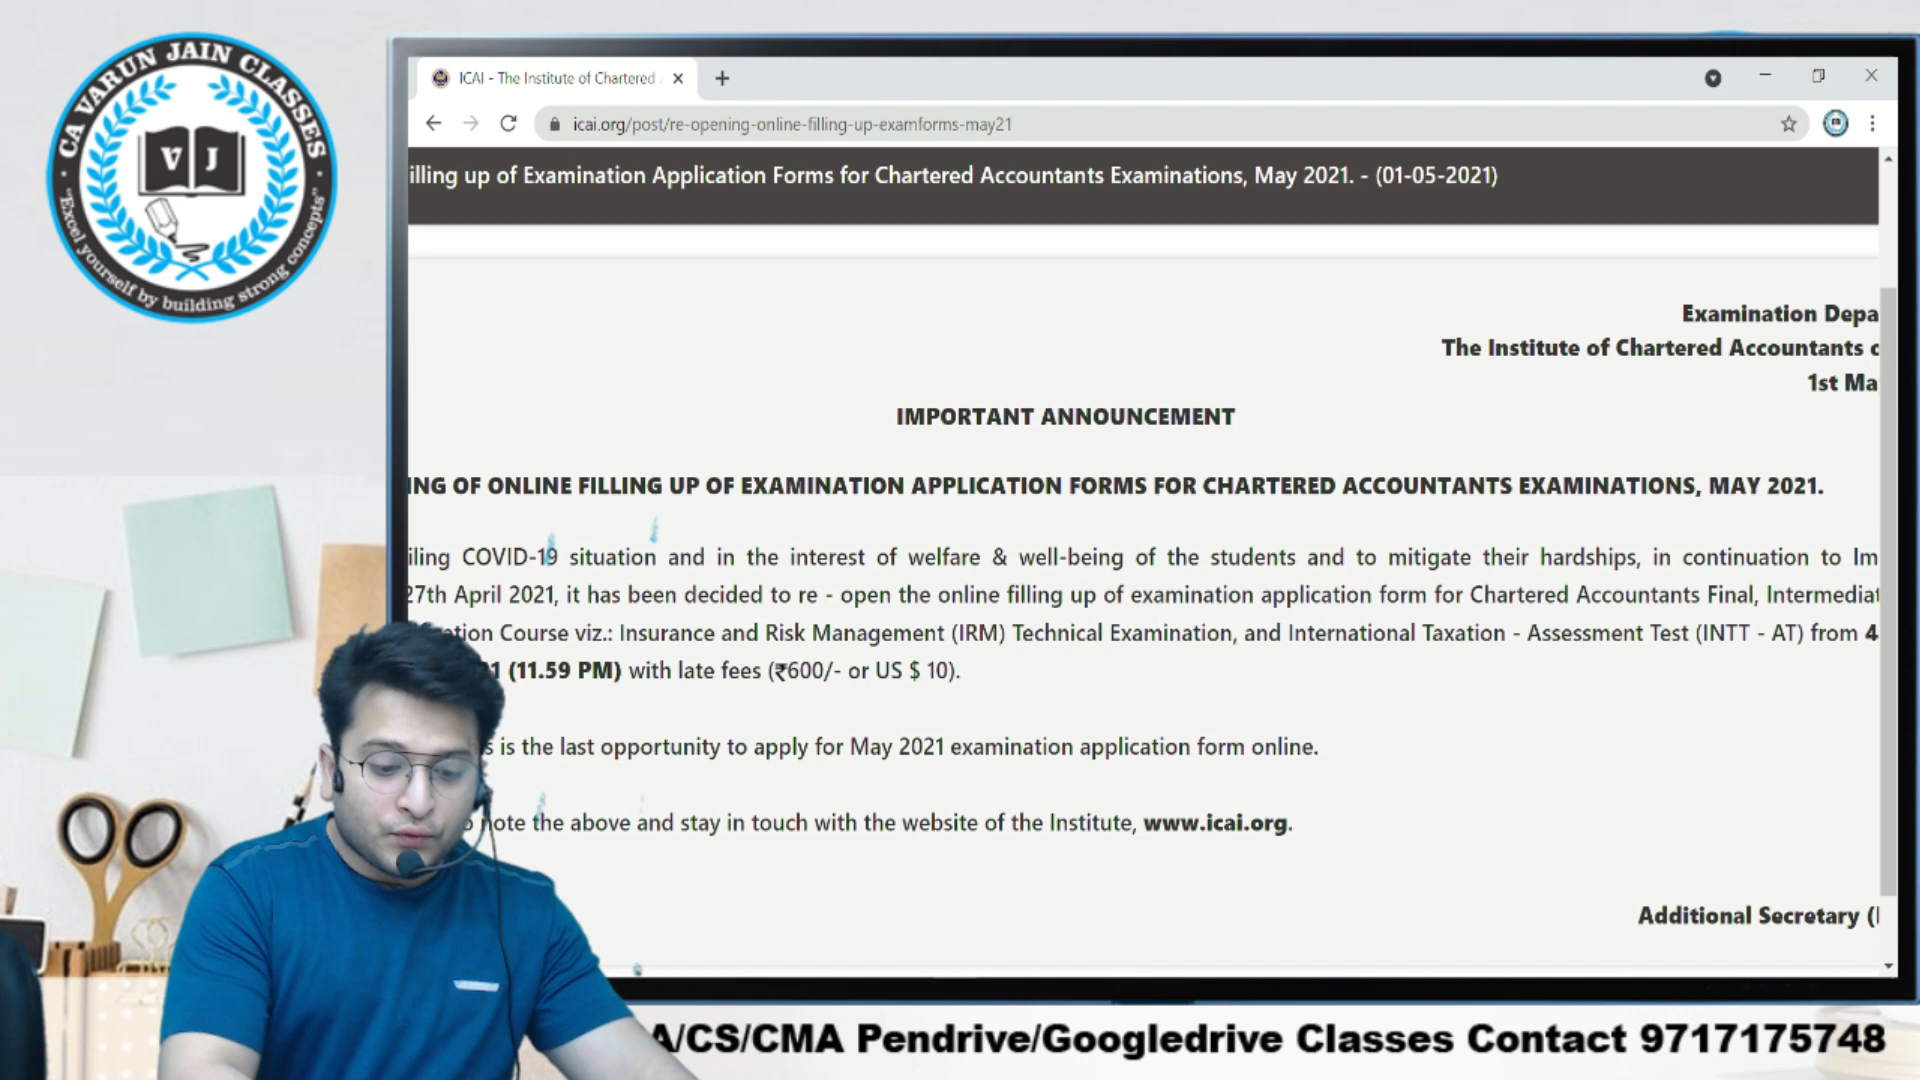 CA VARUN JAIN CLASSES
V J
"Excel yourself by building strong concepts"
ICAI - The Institute of Chartered
icai.org/post/re-opening-online-filling-up-examforms-may21
illing up of Examination Application Forms for Chartered Accountants Examinations, May 2021. - (01-05-2021)
Examination Depa
The Institute of Chartered Accountants
1st Ma
IMPORTANT ANNOUNCEMENT
ING OF ONLINE FILLING UP OF EXAMINATION APPLICATION FORMS FOR CHARTERED ACCOUNTANTS EXAMINATIONS, MAY 2021.
iling COVID-19 situation and in the interest of welfare & well-being of the students and to mitigate their hardships, in continuation to Im
27th April 2021, it has been decided to re - open the online filling up of examination application form for Chartered Accountants Final, Intermediat
ation Course viz.: Insurance and Risk Management (IRM) Technical Examination, and International Taxation - Assessment Test (INTT - AT) from 4
1 (11.59 PM) with late fees (₹600/- or US $ 10).
s is the last opportunity to apply for May 2021 examination application form online.
note the above and stay in touch with the website of the Institute, www.icai.org.
Additional Secretary (
A/CS/CMA Pendrive/Googledrive Classes Contact 9717175748